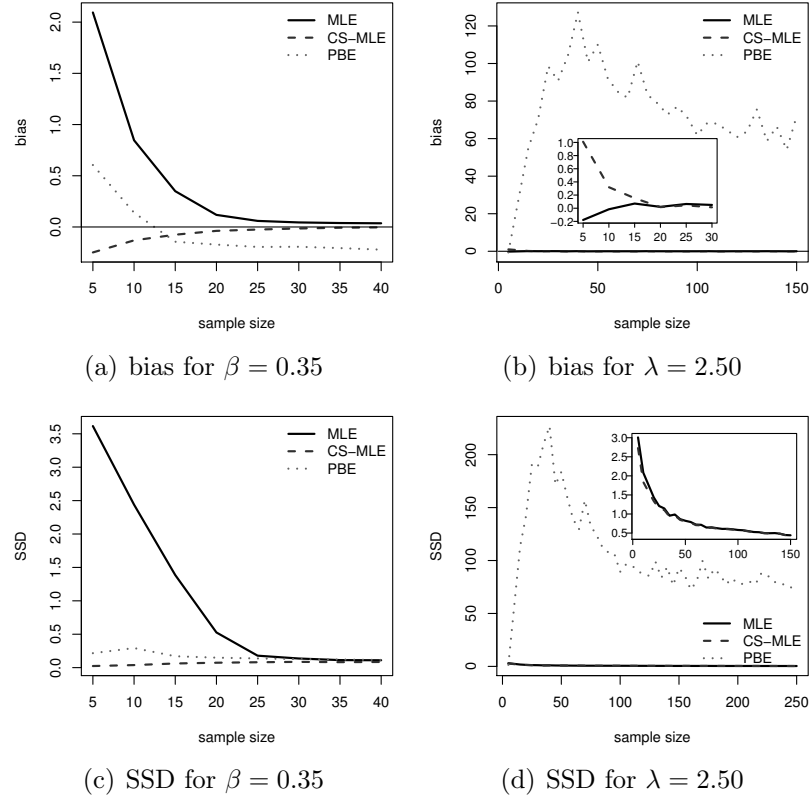 MLE
CS−MLE
PBE
2.0
1.5
1.0
0.5
0.0
bias
5 10 15 20 25 30 35 40
sample size
(a) bias for β = 0.35
MLE
CS−MLE
PBE
120
100
80
60
40
20
0
bias
1.0
0.8
0.6
0.4
0.2
0.0
−0.2
5 10 15 20 25 30
0 50 100 150
sample size
(b) bias for λ = 2.50
MLE
CS−MLE
PBE
3.5
3.0
2.5
2.0
1.5
1.0
0.5
0.0
SSD
5 10 15 20 25 30 35 40
sample size
(c) SSD for β = 0.35
200
150
100
50
0
SSD
3.0
2.5
2.0
1.5
1.0
0.5
0 50 100 150
MLE
CS−MLE
PBE
0 50 100 150 200 250
sample size
(d) SSD for λ = 2.50